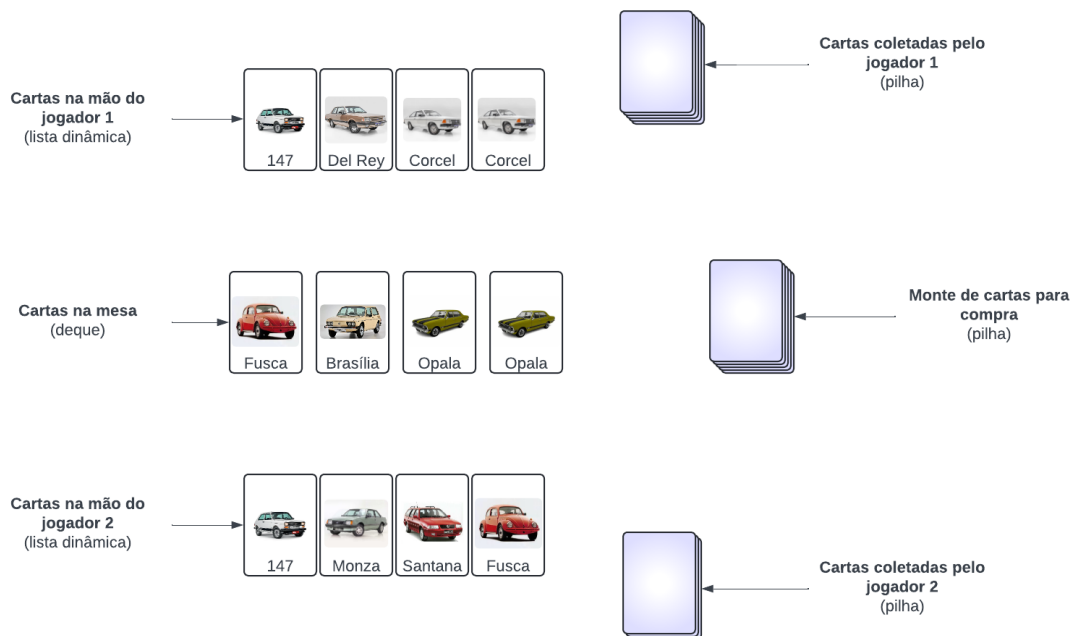 Cartas coletadas pelo
jogador 1
(pilha)
Cartas na mão do
jogador 1
(lista dinâmica)
147
Del Rey
Corcel
Corcel
Cartas na mesa
(deque)
Fusca
Brasília
Opala
Opala
Monte de cartas para
compra
(pilha)
Cartas na mão do
jogador 2
(lista dinâmica)
147
Monza
Santana
Fusca
Cartas coletadas pelo
jogador 2
(pilha)